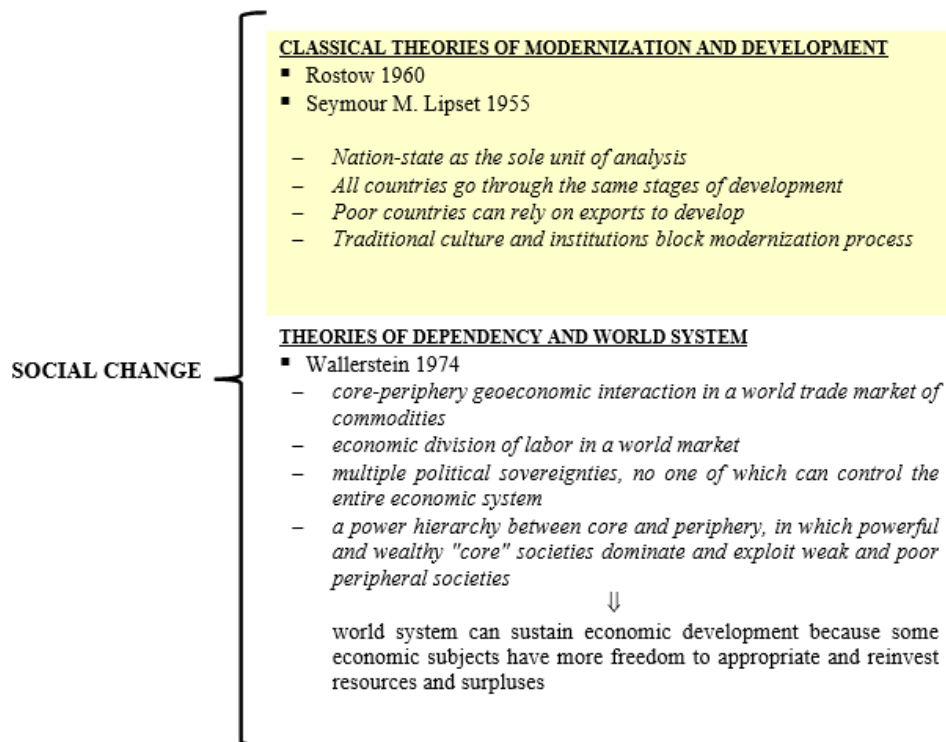 CLASSICAL THEORIES OF MODERNIZATION AND DEVELOPMENT
▪ Rostow 1960
▪ Seymour M. Lipset 1955
– Nation-state as the sole unit of analysis
– All countries go through the same stages of development
– Poor countries can rely on exports to develop
– Traditional culture and institutions block modernization process
THEORIES OF DEPENDENCY AND WORLD SYSTEM
▪ Wallerstein 1974
SOCIAL CHANGE
– core-periphery geoeconomic interaction in a world trade market of
commodities
– economic division of labor in a world market
– multiple political sovereignties, no one of which can control the
entire economic system
– a power hierarchy between core and periphery, in which powerful
and wealthy "core" societies dominate and exploit weak and poor
peripheral societies
⇓
world system can sustain economic development because some
economic subjects have more freedom to appropriate and reinvest
resources and surpluses